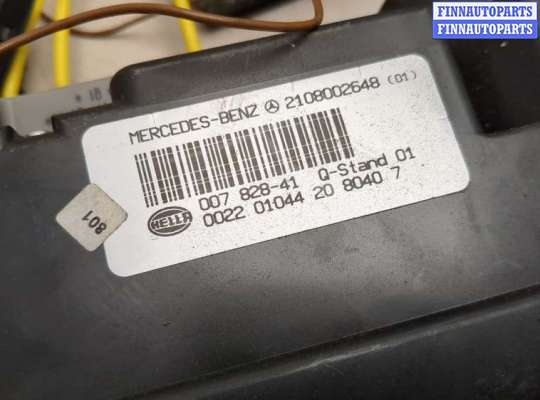 FINNAUTOPARTS
FINNAUTOPARTS
FINNAUTOPARTS
MERCEDES-BENZ 2108002648 (01)
007 828-41 Q-Stand 01
0022 01044 20 8040 7
HELLA
801